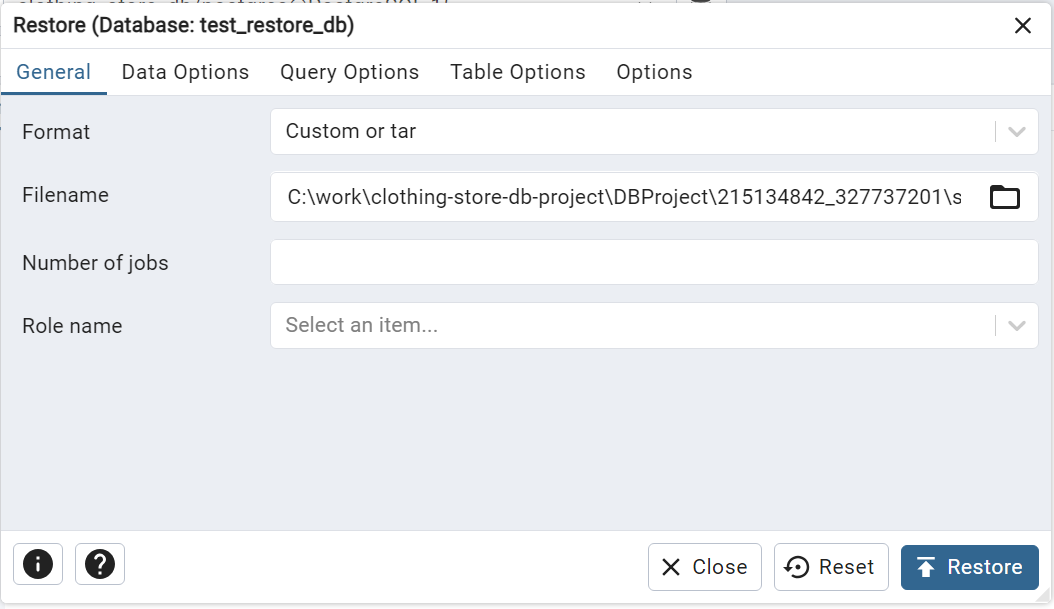 Restore (Database: test_restore_db)
General Data Options Query Options Table Options Options
Format Custom or tar
Filename C:\work\clothing-store-db-project\DBProject\215134842_327737201\s
Number of jobs
Role name Select an item...
Close Reset Restore